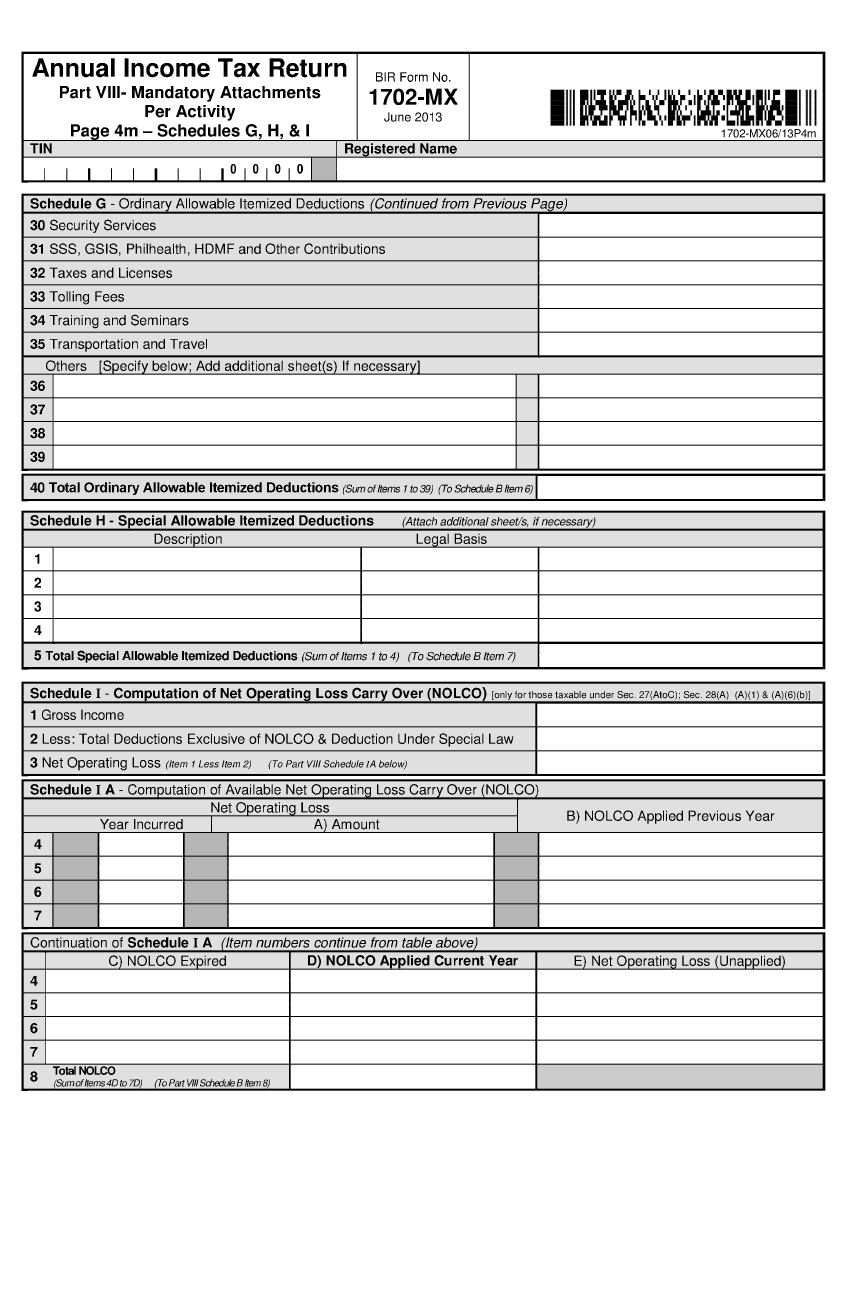 Annual Income Tax Return
Part VIII- Mandatory Attachments
Per Activity
Page 4m – Schedules G, H, & I
BIR Form No.
1702-MX
June 2013
1702-MX06/13P4m
TIN
Registered Name
0 0 0 0
Schedule G - Ordinary Allowable Itemized Deductions (Continued from Previous Page)
30 Security Services
31 SSS, GSIS, Philhealth, HDMF and Other Contributions
32 Taxes and Licenses
33 Tolling Fees
34 Training and Seminars
35 Transportation and Travel
Others [Specify below; Add additional sheet(s) If necessary]
36
37
38
39
40 Total Ordinary Allowable Itemized Deductions (Sum of Items 1 to 39) (To Schedule B Item 6)
Schedule H - Special Allowable Itemized Deductions (Attach additional sheet/s, if necessary)
Description Legal Basis
1
2
3
4
5 Total Special Allowable Itemized Deductions (Sum of Items 1 to 4) (To Schedule B Item 7)
Schedule I - Computation of Net Operating Loss Carry Over (NOLCO) [only for those taxable under Sec. 27(AtoC); Sec. 28(A) (A)(1) & (A)(6)(b)]
1 Gross Income
2 Less: Total Deductions Exclusive of NOLCO & Deduction Under Special Law
3 Net Operating Loss (Item 1 Less Item 2) (To Part VIII Schedule IA below)
Schedule I A - Computation of Available Net Operating Loss Carry Over (NOLCO)
Net Operating Loss
B) NOLCO Applied Previous Year
Year Incurred A) Amount
4
5
6
7
Continuation of Schedule I A (Item numbers continue from table above)
C) NOLCO Expired D) NOLCO Applied Current Year E) Net Operating Loss (Unapplied)
4
5
6
7
8 Total NOLCO
(Sum of Items 4D to 7D) (To Part VIII Schedule B Item 8)